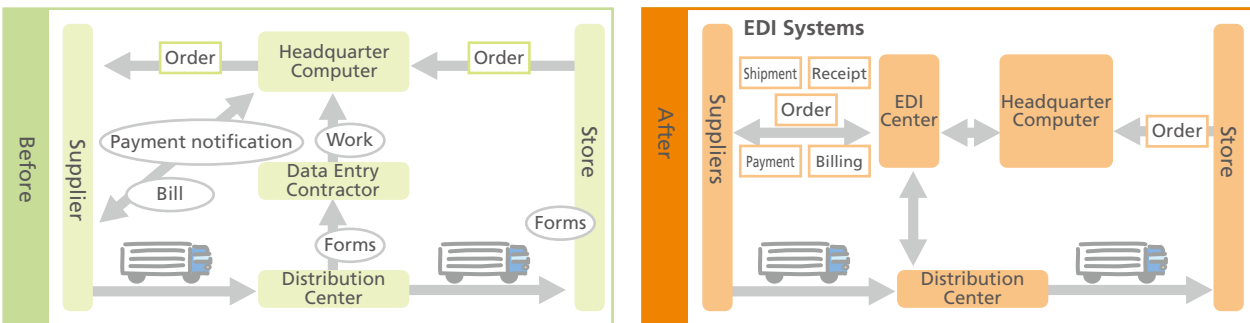 Before
Supplier
Order
Headquarter
Computer
Order
Store
Payment notification
Work
Bill
Data Entry
Contractor
Forms
Forms
Distribution
Center
After
EDI Systems
Suppliers
Shipment
Receipt
Order
Payment
Billing
EDI
Center
Headquarter
Computer
Order
Store
Distribution
Center